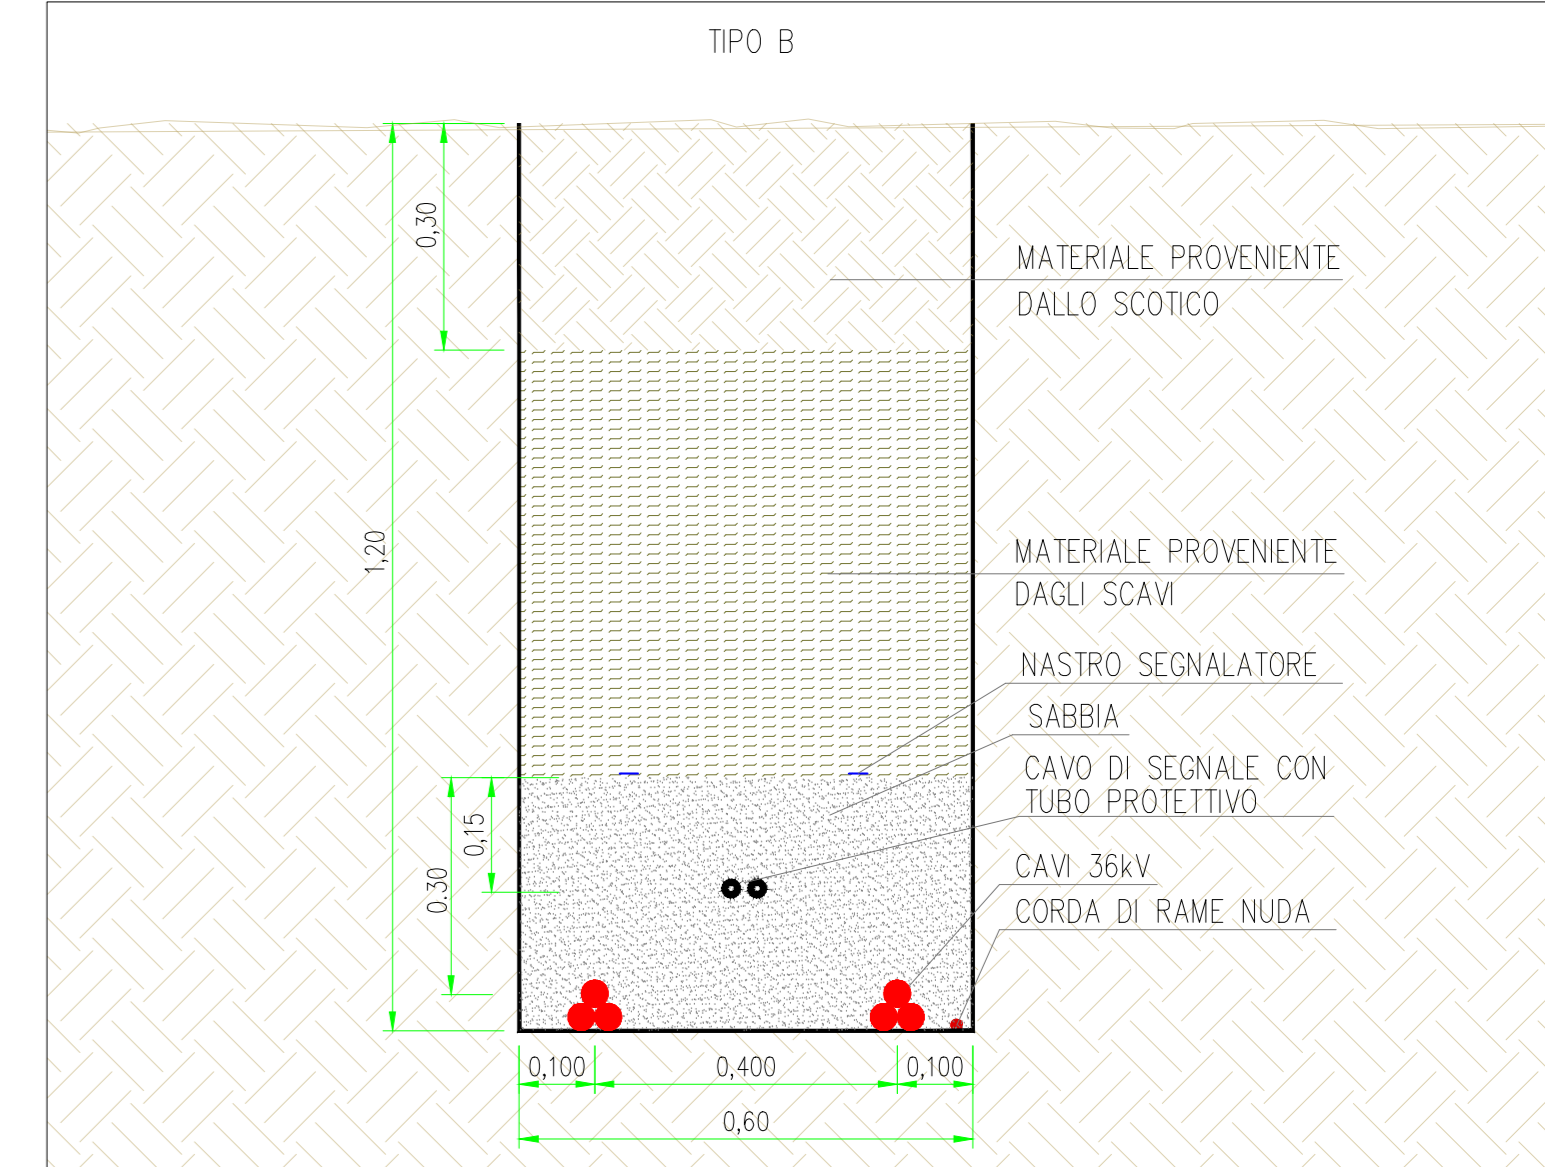 TIPO B
0,30
MATERIALE PROVENIENTE
DALLO SCOTICO
1,20
MATERIALE PROVENIENTE
DAGLI SCAVI
NASTRO SEGNALATORE
SABBIA
CAVO DI SEGNALE CON
TUBO PROTETTIVO
0,15
0.30
CAVI 36kV
CORDA DI RAME NUDA
0,100
0,400
0,100
0,60